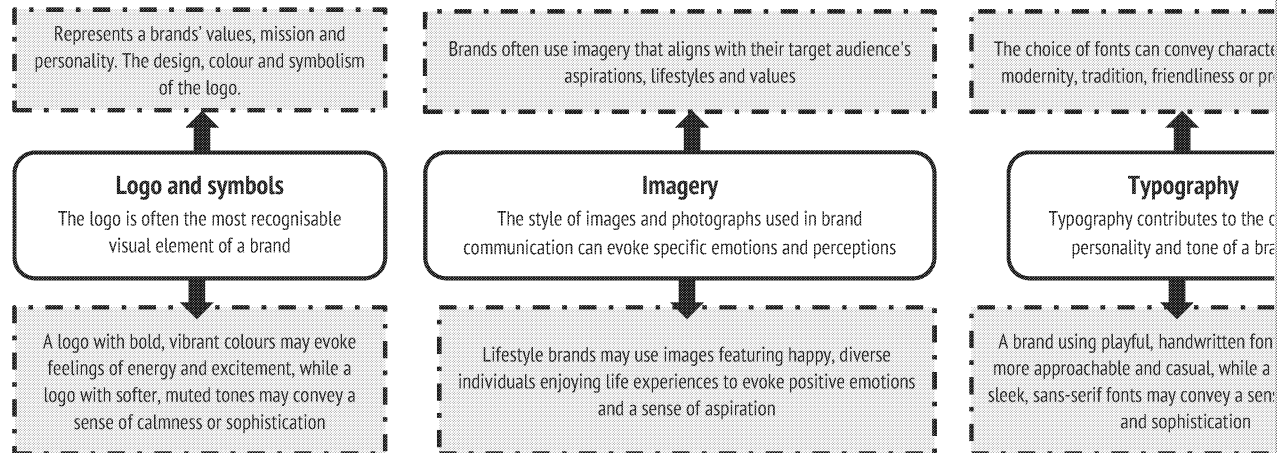 Represents a brands' values, mission and
personality. The design, colour and symbolism
of the logo.
Logo and symbols
The logo is often the most recognisable
visual element of a brand
A logo with bold, vibrant colours may evoke
feelings of energy and excitement, while a
logo with softer, muted tones may convey a
sense of calmness or sophistication
Brands often use imagery that aligns with their target audience's
aspirations, lifestyles and values
Imagery
The style of images and photographs used in brand
communication can evoke specific emotions and perceptions
Lifestyle brands may use images featuring happy, diverse
individuals enjoying life experiences to evoke positive emotions
and a sense of aspiration
The choice of fonts can convey
modernity, tradition, friendliness or
Typography
Typography contributes to the
personality and tone of a
A brand using playful, handwritten
more approachable and casual, while a
sleek, sans-serif fonts may convey a
and sophistication